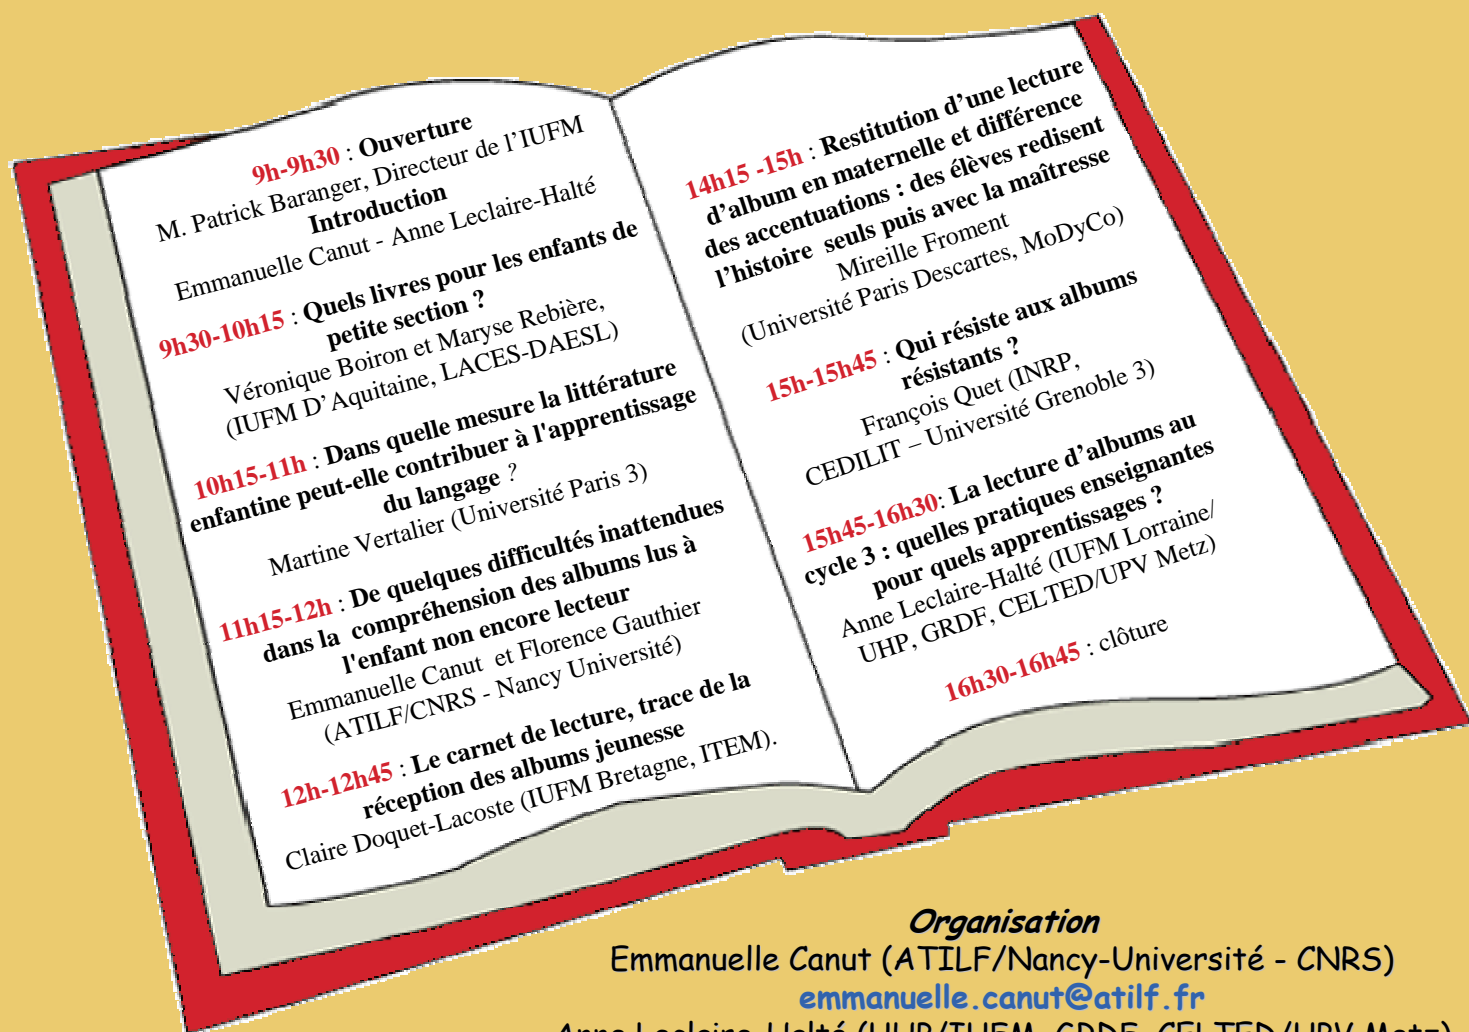 9h-9h30 : Ouverture
M. Patrick Baranger, Directeur de l'IUFM
Introduction
Emmanuelle Canut - Anne Leclaire-Halté
9h30-10h15 : Quels livres pour les enfants de
petite section ?
Véronique Boiron et Maryse Rebière,
(IUFM D'Aquitaine, LACES-DAESL)
10h15-11h : Dans quelle mesure la littérature
enfantine peut-elle contribuer à l'apprentissage
du langage ?
Martine Vertalier (Université Paris 3)
11h15-12h : De quelques difficultés inattendues
dans la compréhension des albums lus à
l'enfant non encore lecteur
Emmanuelle Canut et Florence Gauthier
(ATILF/CNRS - Nancy Université)
12h-12h45 : Le carnet de lecture, trace de la
réception des albums jeunesse
Claire Doquet-Lacoste (IUFM Bretagne, ITEM).
14h15 -15h : Restitution d'une lecture
d'album en maternelle et différence
des accentuations : des élèves redisent
l'histoire seuls puis avec la maîtresse
Mireille Froment
(Université Paris Descartes, MoDyCo)
15h-15h45 : Qui résiste aux albums
résistants ?
François Quet (INRP,
CEDILIT – Université Grenoble 3)
15h45-16h30: La lecture d'albums au
cycle 3 : quelles pratiques enseignantes
pour quels apprentissages ?
Anne Leclaire-Halté (IUFM Lorraine/
UHP, GRDF, CELTED/UPV Metz)
16h30-16h45 : clôture
Organisation
Emmanuelle Canut (ATILF/Nancy-Université - CNRS)
emmanuelle.canut@atilf.fr
Anne Leclaire-Halté (UHP/IUFM, GRDF, CELTED/UPV Metz)